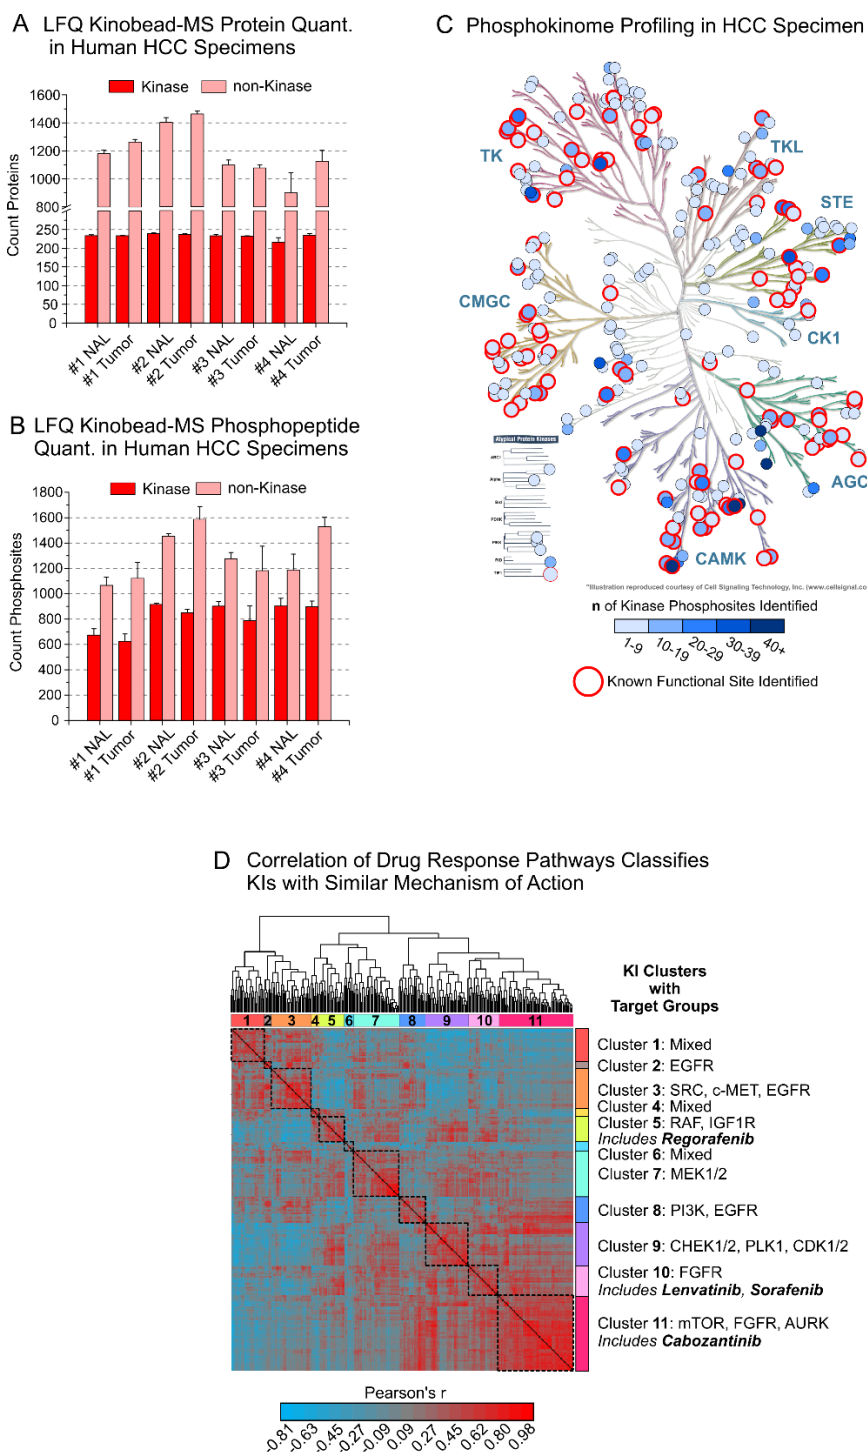 A LFQ Kinobead-MS Protein Quant.
in Human HCC Specimens
Kinase non-Kinase
1600
1400
1200
1000
800
250
200
150
100
50
0
Count Proteins
#1 NAL
#1 Tumor
#2 NAL
#2 Tumor
#3 NAL
#3 Tumor
#4 NAL
#4 Tumor
B LFQ Kinobead-MS Phosphopeptide
Quant. in Human HCC Specimens
Kinase non-Kinase
1800
1600
1400
1200
1000
800
600
400
200
0
Count Phosphosites
#1 NAL
#1 Tumor
#2 NAL
#2 Tumor
#3 NAL
#3 Tumor
#4 NAL
#4 Tumor
C Phosphokinome Profiling in HCC Specimen
TK
TKL
STE
CMGC
CK1
AGC
CAMK
Atypical Protein Kinases
Alpha
"Illustration reproduced courtesy of Cell Signaling Technology, Inc. (www.cellsignal.co
n of Kinase Phosphosites Identified
1-9
10-19
20-29
30-39
40+
Known Functional Site Identified
D Correlation of Drug Response Pathways Classifies
KIs with Similar Mechanism of Action
KI Clusters
with
Target Groups
1 2 3 4 5 6 7 8 9 10 11
Cluster 1: Mixed
Cluster 2: EGFR
Cluster 3: SRC, c-MET, EGFR
Cluster 4: Mixed
Cluster 5: RAF, IGF1R
Includes Regorafenib
Cluster 6: Mixed
Cluster 7: MEK1/2
Cluster 8: PI3K, EGFR
Cluster 9: CHEK1/2, PLK1, CDK1/2
Cluster 10: FGFR
Includes Lenvatinib, Sorafenib
Cluster 11: mTOR, FGFR, AURK
Includes Cabozantinib
Pearson's r
-0.81
-0.63
-0.45
-0.27
-0.09
0.09
0.27
0.45
0.62
0.80
0.98